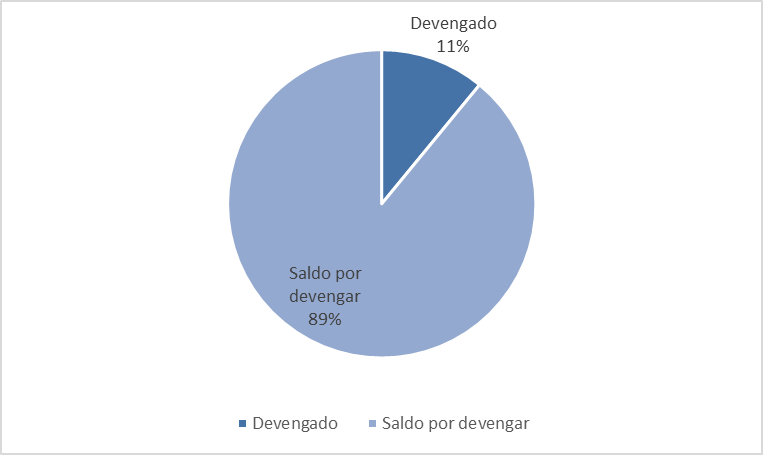 Devengado
11%
Saldo por
devengar
89%
Devengado
Saldo por devengar